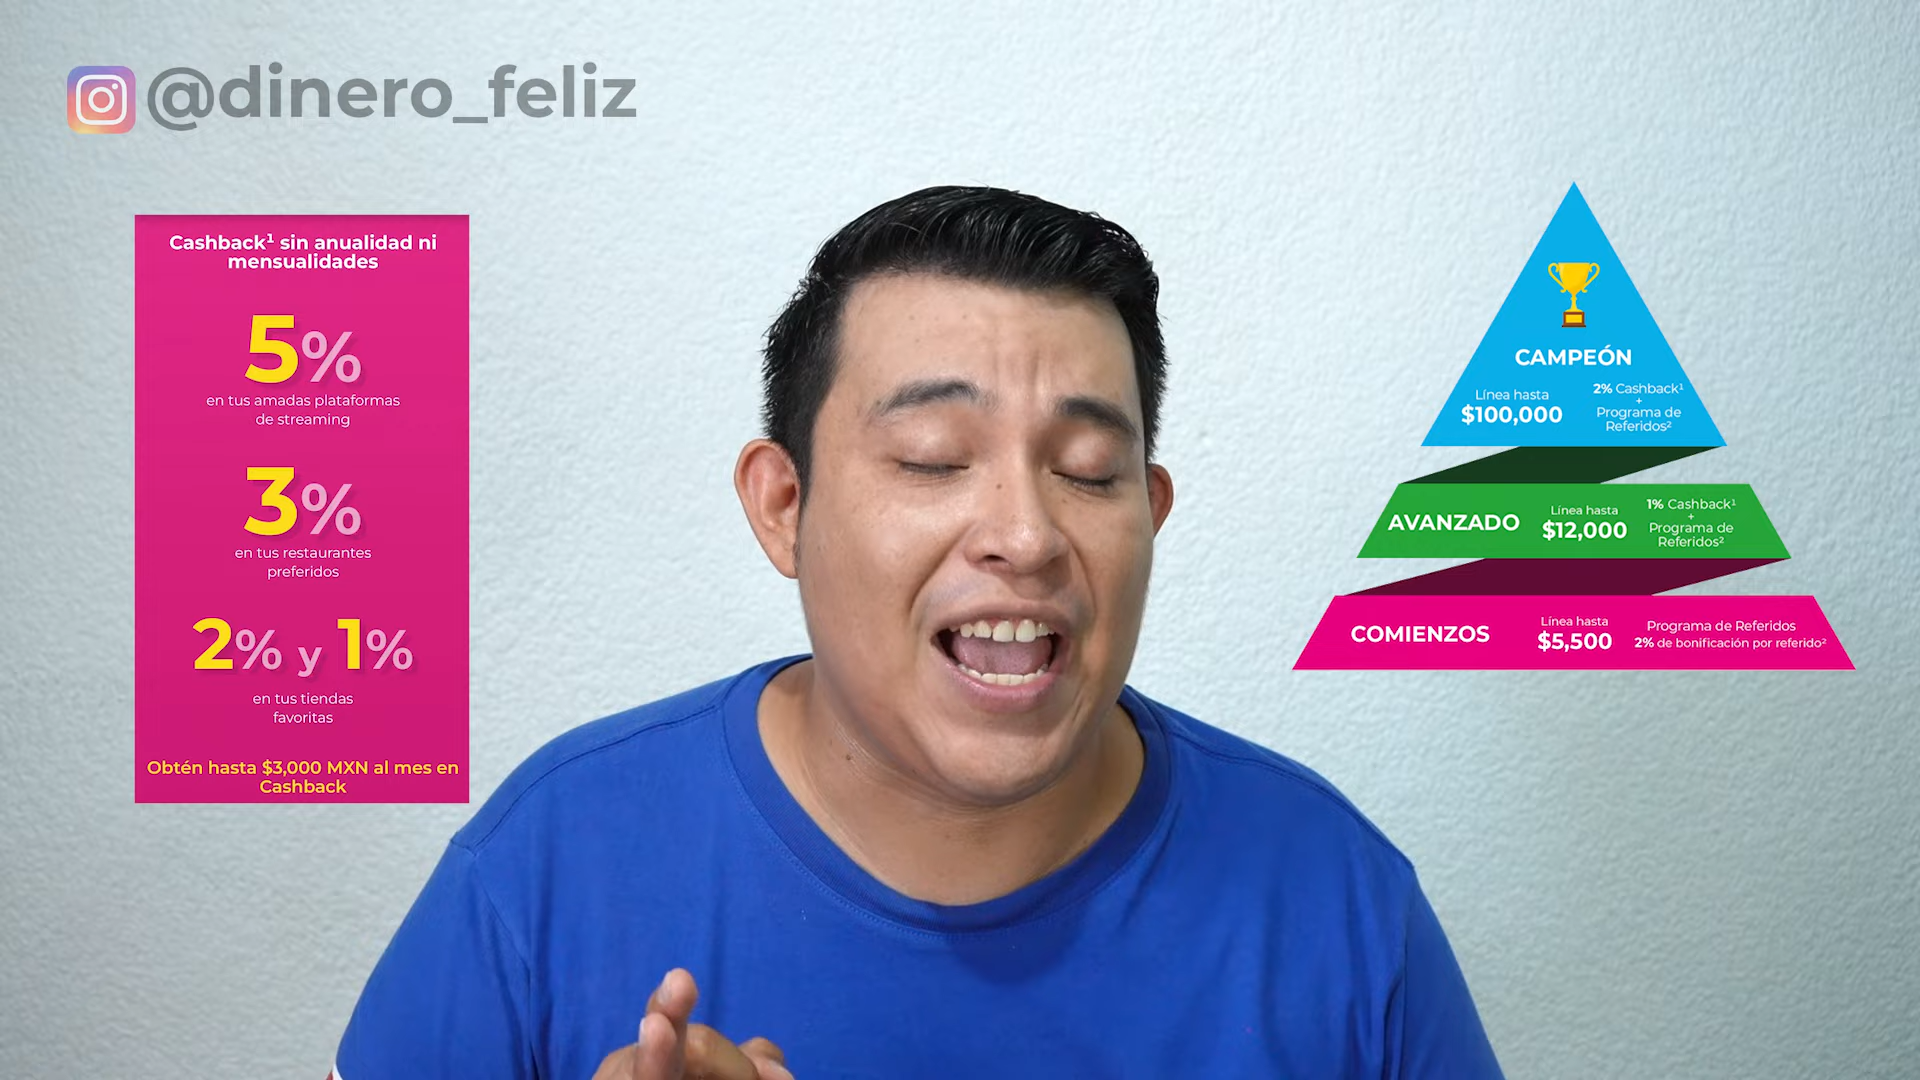 @dinero_feliz
Cashback¹ sin anualidad ni
mensualidades
5%
en tus amadas plataformas
de streaming
3%
en tus restaurantes
preferidos
2% y 1%
en tus tiendas
favoritas
Obtén hasta $3,000 MXN al mes en
Cashback
CAMPEÓN
Línea hasta
$100,000
2% Cashback¹
+
Programa de
Referidos²
AVANZADO
Línea hasta
$12,000
1% Cashback¹
+
Programa de
Referidos²
COMIENZOS
Línea hasta
$5,500
Programa de Referidos
2% de bonificación por referido²